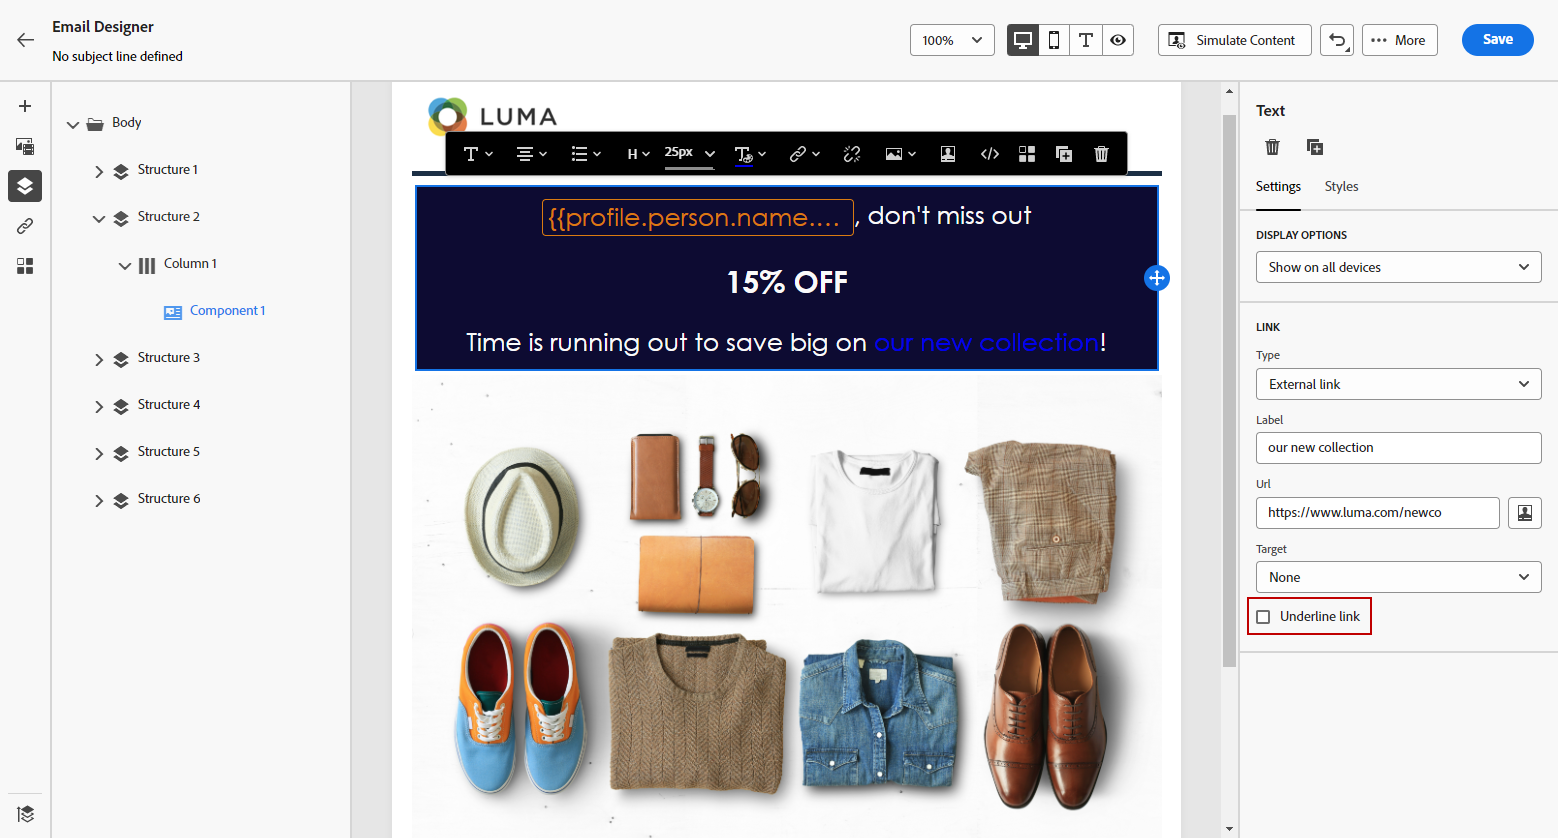 Email Designer
No subject line defined
100%
Simulate Content
More
Save
Body
Structure 1
Structure 2
Column 1
Component 1
Structure 3
Structure 4
Structure 5
Structure 6
LUMA
H
25px
{{profile.person.name.... , don't miss out
15% OFF
Time is running out to save big on our new collection!
Text
Settings
Styles
DISPLAY OPTIONS
Show on all devices
LINK
Type
External link
Label
our new collection
Url
https://www.luma.com/newco
Target
None
Underline link